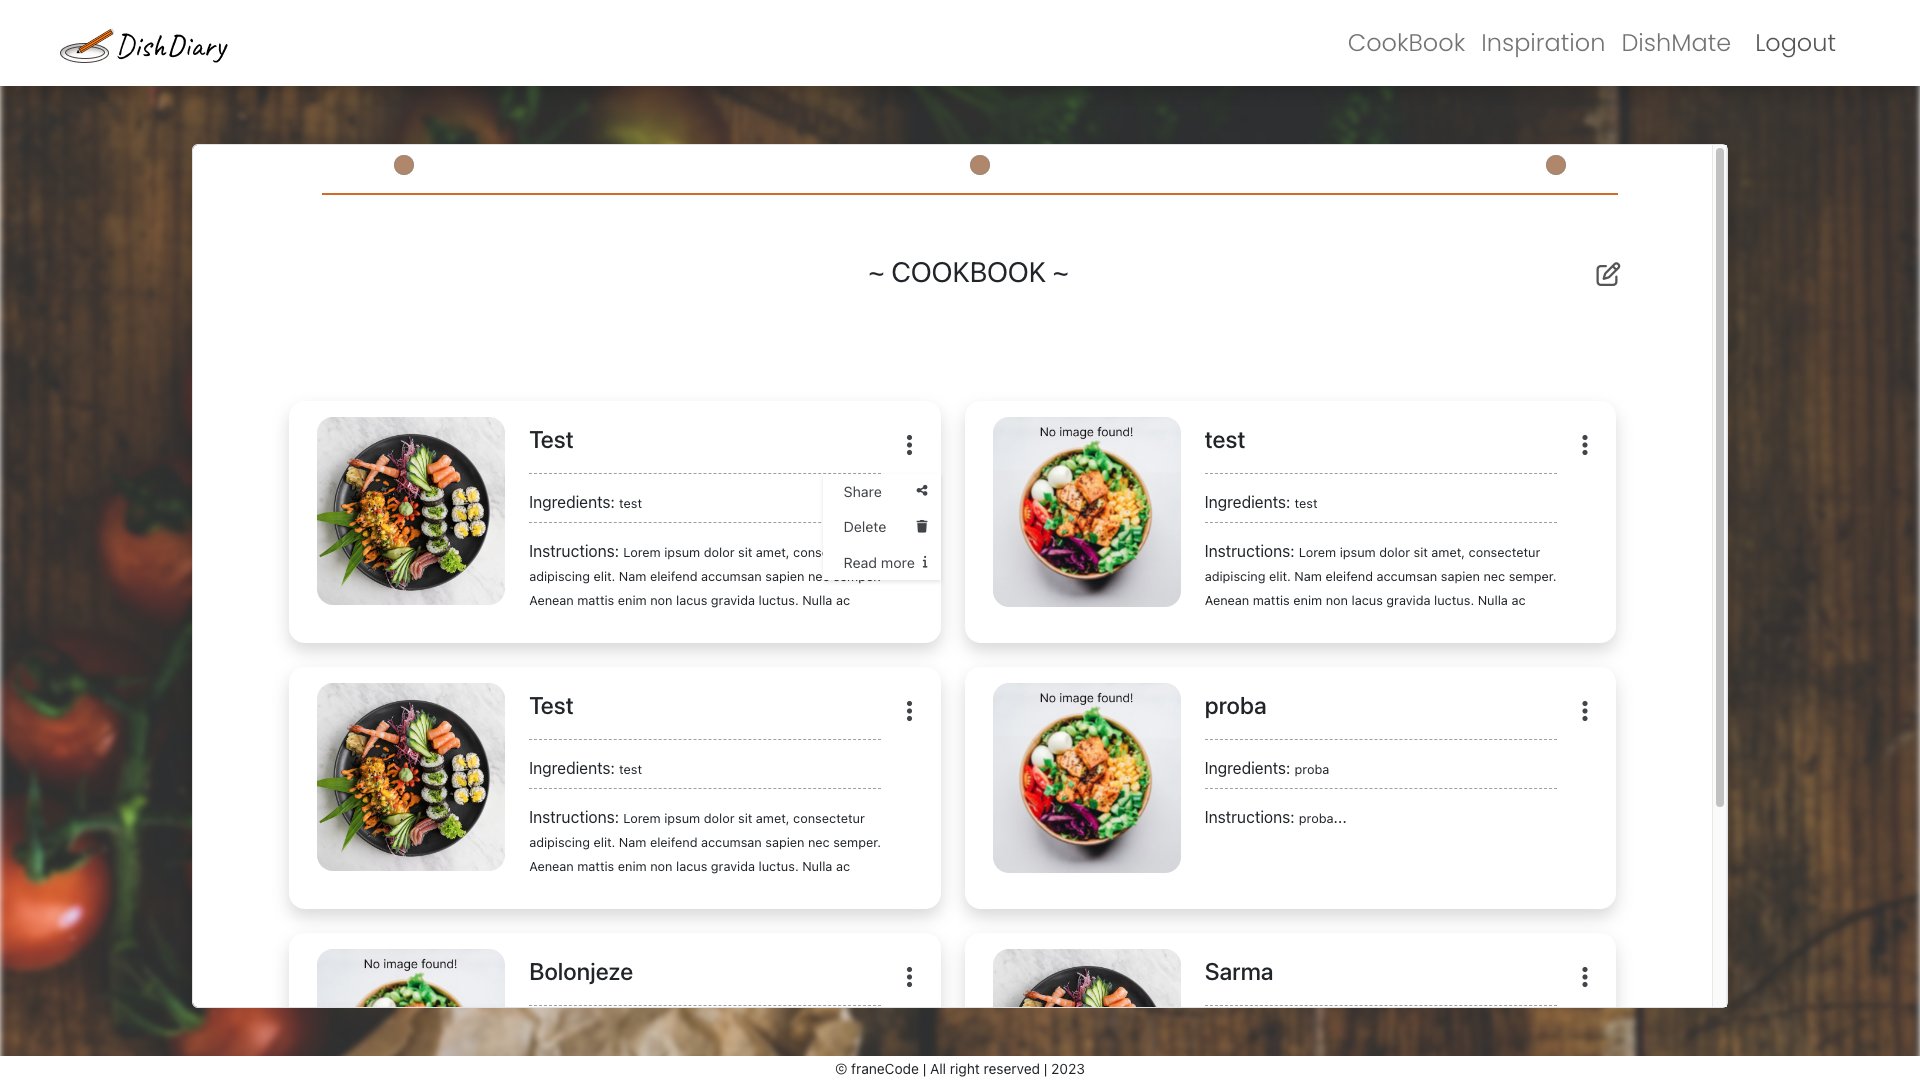 DishDiary
CookBook Inspiration DishMate Logout
~ COOKBOOK ~
Test
Ingredients: test
Instructions: Lorem ipsum dolor sit amet, cons
adipiscing elit. Nam eleifend accumsan sapien nec semper.
Aenean mattis enim non lacus gravida luctus. Nulla ac
Share
Delete
Read more
No image found!
test
Ingredients: test
Instructions: Lorem ipsum dolor sit amet, consectetur
adipiscing elit. Nam eleifend accumsan sapien nec semper.
Aenean mattis enim non lacus gravida luctus. Nulla ac
Test
Ingredients: test
Instructions: Lorem ipsum dolor sit amet, consectetur
adipiscing elit. Nam eleifend accumsan sapien nec semper.
Aenean mattis enim non lacus gravida luctus. Nulla ac
No image found!
proba
Ingredients: proba
Instructions: proba...
No image found!
Bolonjeze
Sarma
© franeCode | All right reserved | 2023